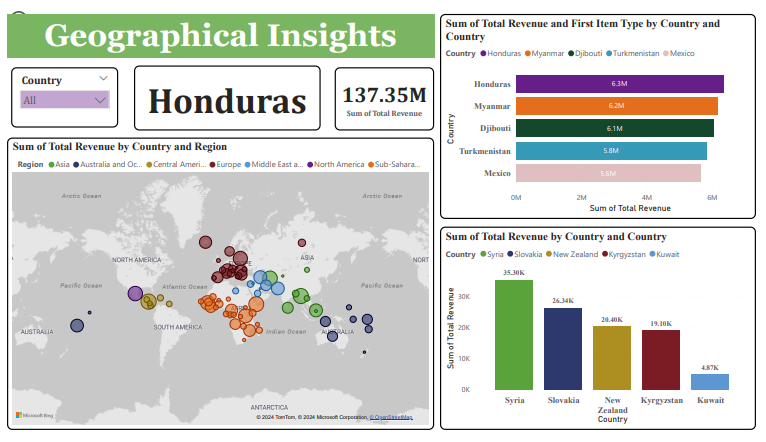 Geographical Insights
Country
All
Honduras
137.35M
Sum of Total Revenue
Sum of Total Revenue by Country and Region
Region Asia Australia and Oc... Central Ameri... Europe Middle East a... North America Sub-Sahara...
Arctic Ocean
Arctic Ocean
NORTH AMERICA
ASIA
NORT
Pacific Ocean
Atlantic Ocean
Pacific Ocean
SOUTH AMERICA
Indian Ocean
AUSTRALIA
AUSTRALIA
ANTARCTICA
Microsoft Bing
© 2024 TomTom, © 2024 Microsoft Corporation, © OpenStreetMap
Sum of Total Revenue and First Item Type by Country and
Country
Country Honduras Myanmar Djibouti Turkmenistan Mexico
Country
Honduras
6.3M
Myanmar
6.2M
Djibouti
6.1M
Turkmenistan
5.8M
Mexico
5.6M
0M 2M 4M 6M
Sum of Total Revenue
Sum of Total Revenue by Country and Country
Country Syria Slovakia New Zealand Kyrgyzstan Kuwait
Sum of Total Revenue
30K
20K
10K
0K
35.30K
26.34K
20.40K
19.10K
4.87K
Syria Slovakia New Zealand Kyrgyzstan Kuwait
Country